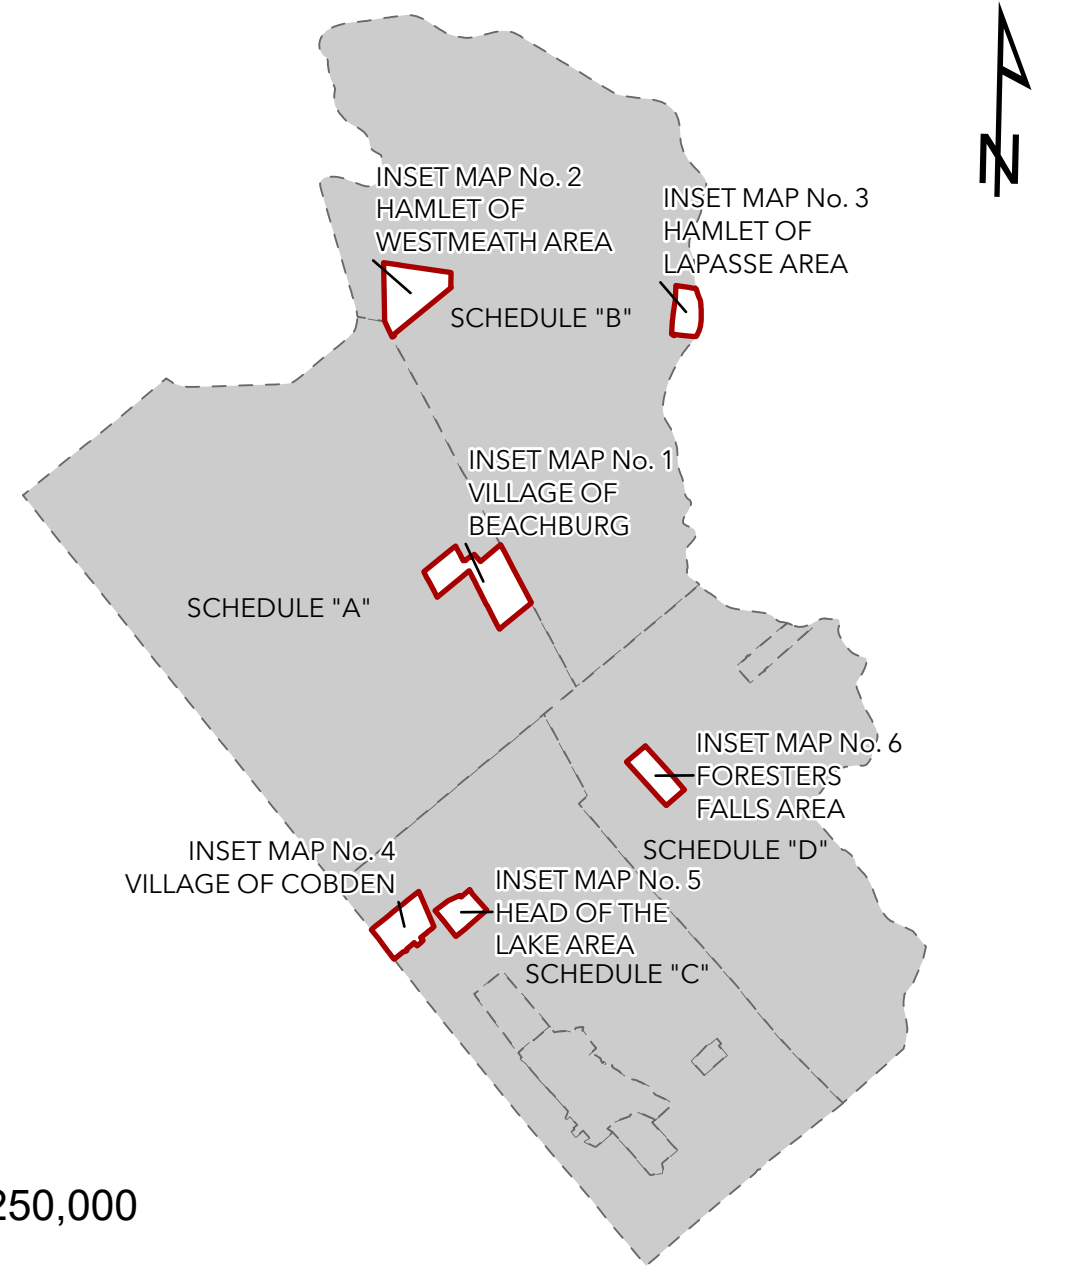 N
INSET MAP No. 2
HAMLET OF
WESTMEATH AREA
INSET MAP No. 3
HAMLET OF
LAPASSE AREA
SCHEDULE "B"
INSET MAP No. 1
VILLAGE OF
BEACHBURG
SCHEDULE "A"
INSET MAP No. 6
FORESTERS
FALLS AREA
SCHEDULE "D"
INSET MAP No. 4
VILLAGE OF COBDEN
INSET MAP No. 5
HEAD OF THE
LAKE AREA
SCHEDULE "C"
250,000